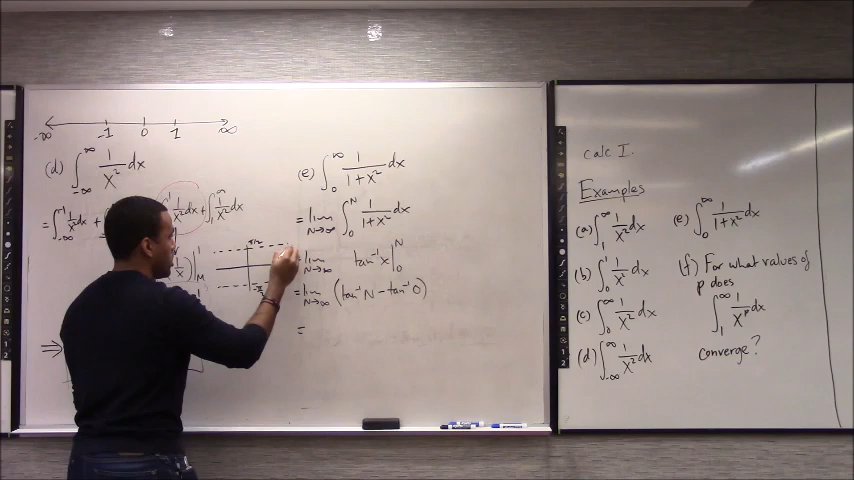 -∞ -1 0 1 ∞
(d) ∫_{-∞}^{∞} 1/x² dx
= ∫_{-∞}^{-1} 1/x² dx + ∫ 1/x² dx + ∫_1^∞ 1/x² dx
π/2
-π/2
⇒
(e) ∫_0^∞ 1/(1+x²) dx
= lim_{N→∞} ∫_0^N 1/(1+x²) dx
= lim_{N→∞} tan⁻¹x |_0^N
= lim_{N→∞} (tan⁻¹N - tan⁻¹0)
=
calc I.
Examples
(a) ∫_1^∞ 1/x² dx
(b) ∫_0^1 1/x² dx
(c) ∫_0^∞ 1/x² dx
(d) ∫_{-∞}^∞ 1/x² dx
(e) ∫_0^∞ 1/(1+x²) dx
(f) For what values of
p does
∫_1^∞ 1/x^p dx
converge?